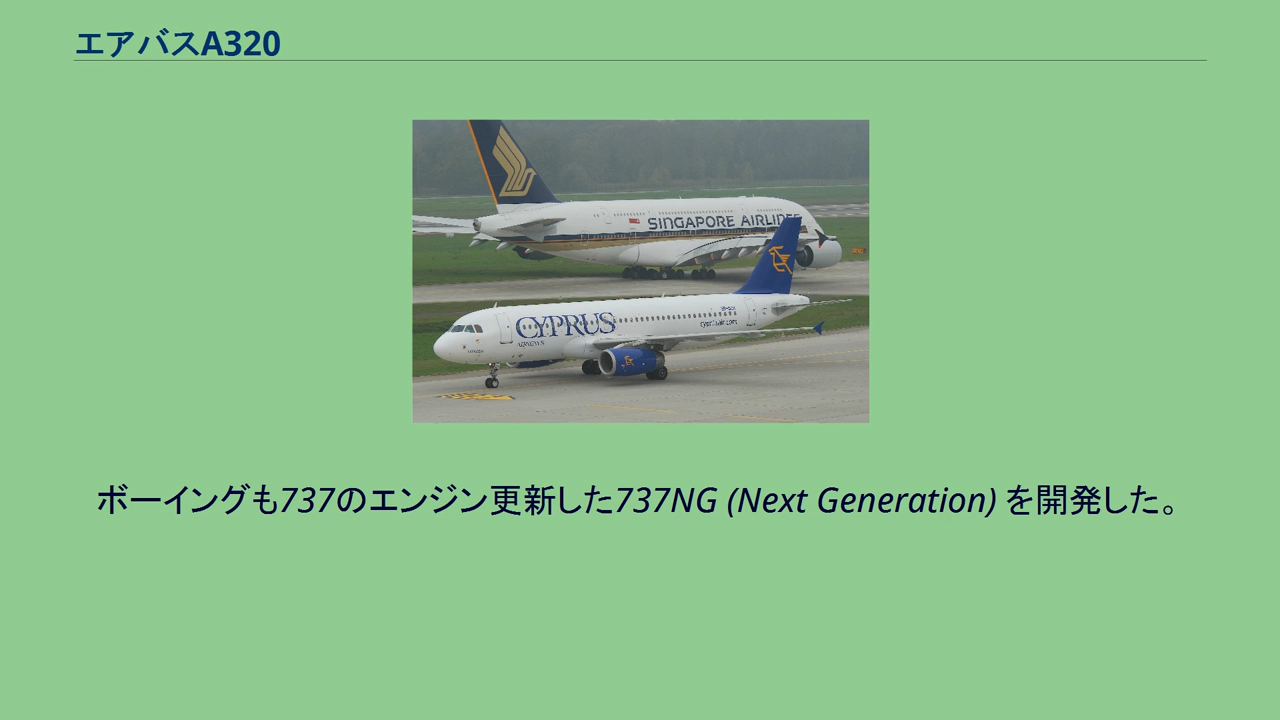 エアバスA320
SINGAPORE AIRLINES
CYPRUS
AIRWAYS
ボーイングも737のエンジン更新した737NG (Next Generation) を開発した。